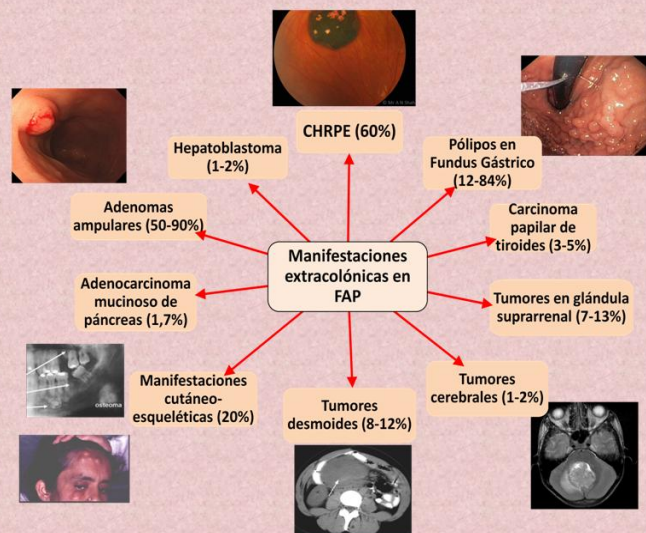 CHRPE (60%)
Hepatoblastoma
(1-2%)
Pólipos en
Fundus Gástrico
(12-84%)
Adenomas
ampulares (50-90%)
Carcinoma
papilar de
tiroides (3-5%)
Manifestaciones
extracolónicas en
FAP
Adenocarcinoma
mucinoso de
páncreas (1,7%)
Tumores en glándula
suprarrenal (7-13%)
osteoma
Manifestaciones
cutáneo-
esqueléticas (20%)
Tumores
desmoides (8-12%)
Tumores
cerebrales (1-2%)